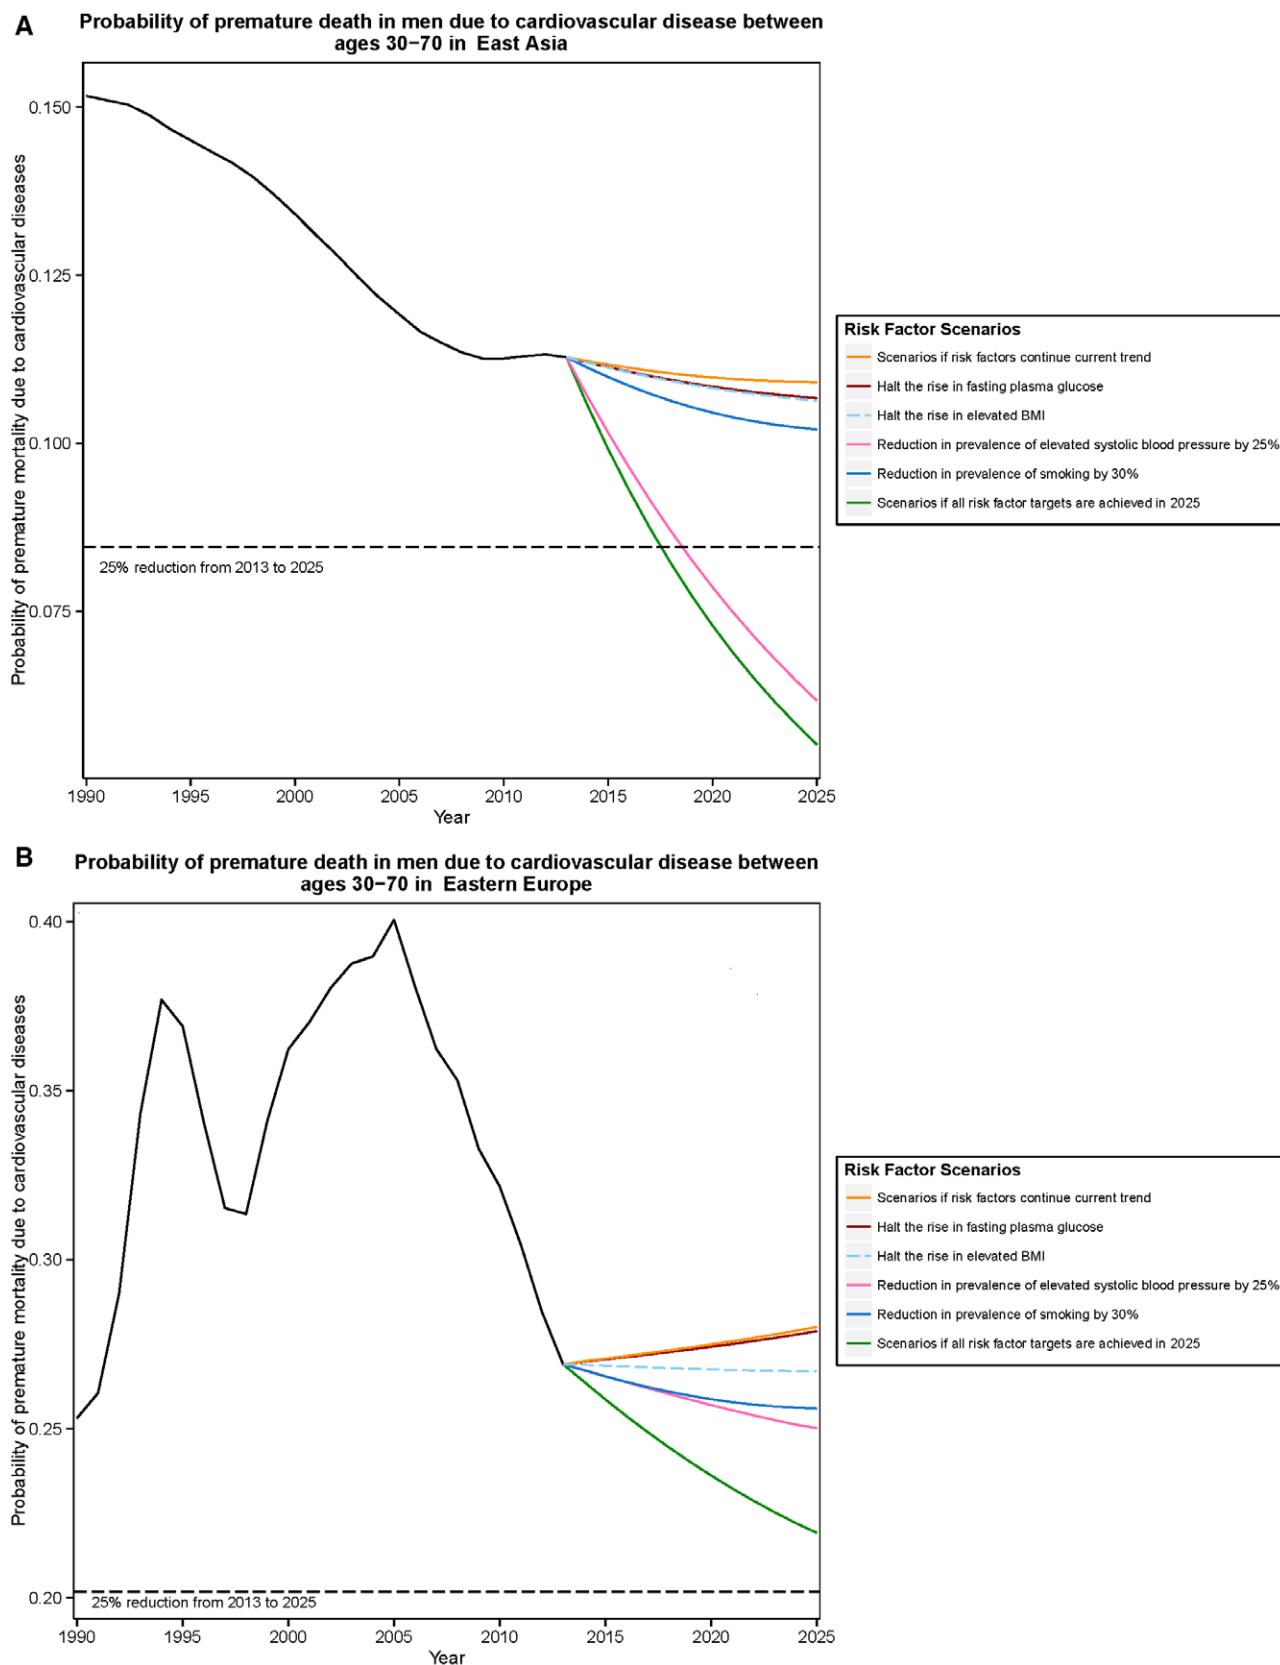 A
Probability of premature death in men due to cardiovascular disease between
ages 30−70 in East Asia
Probability of premature mortality due to cardiovascular diseases
0.150
0.125
0.100
0.075
25% reduction from 2013 to 2025
1990 1995 2000 2005 2010 2015 2020 2025
Year
Risk Factor Scenarios
Scenarios if risk factors continue current trend
Halt the rise in fasting plasma glucose
Halt the rise in elevated BMI
Reduction in prevalence of elevated systolic blood pressure by 25%
Reduction in prevalence of smoking by 30%
Scenarios if all risk factor targets are achieved in 2025
B
Probability of premature death in men due to cardiovascular disease between
ages 30−70 in Eastern Europe
Probability of premature mortality due to cardiovascular diseases
0.40
0.35
0.30
0.25
0.20
25% reduction from 2013 to 2025
1990 1995 2000 2005 2010 2015 2020 2025
Year
Risk Factor Scenarios
Scenarios if risk factors continue current trend
Halt the rise in fasting plasma glucose
Halt the rise in elevated BMI
Reduction in prevalence of elevated systolic blood pressure by 25%
Reduction in prevalence of smoking by 30%
Scenarios if all risk factor targets are achieved in 2025